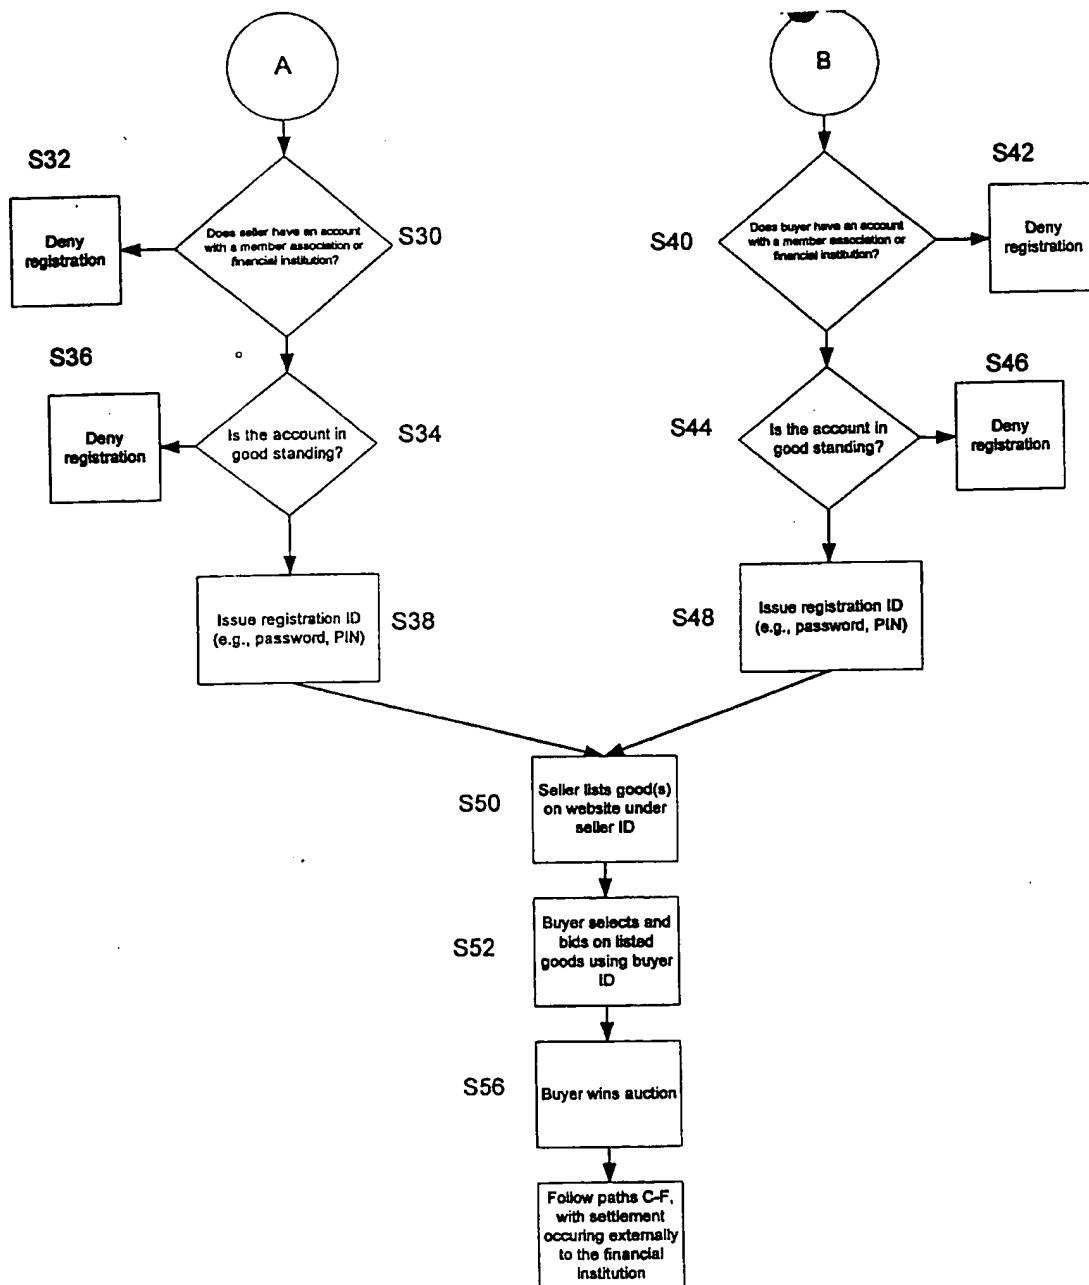 A
B
S32
S42
Deny
registration
Does seller have an account
with a member association or
financial institution?
S30
S40
Does buyer have an account
with a member association or
financial institution?
Deny
registration
S36
S46
Deny
registration
Is the account in
good standing?
S34
S44
Is the account in
good standing?
Deny
registration
Issue registration ID
(e.g., password, PIN)
S38
S48
Issue registration ID
(e.g., password, PIN)
S50
Seller lists good(s)
on website under
seller ID
S52
Buyer selects and
bids on listed
goods using buyer
ID
S56
Buyer wins auction
Follow paths C-F,
with settlement
occuring externally
to the financial
institution